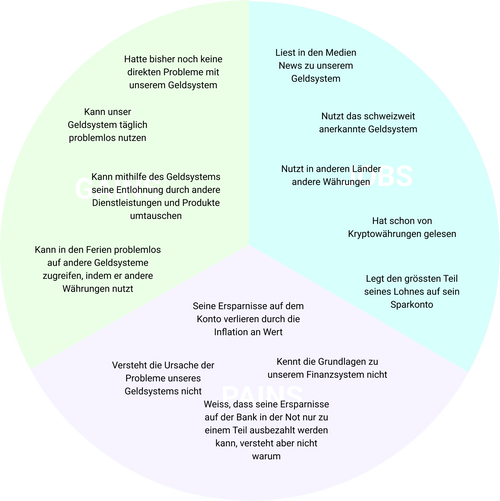 Hatte bisher noch keine
direkten Probleme mit
unserem Geldsystem
Kann unser
Geldsystem täglich
problemlos nutzen
Kann mithilfe des Geldsystems
seine Entlohnung durch andere
Dienstleistungen und Produkte
umtauschen
Kann in den Ferien problemlos
auf andere Geldsysteme
zugreifen, indem er andere
Währungen nutzt
Liest in den Medien
News zu unserem
Geldsystem
Nutzt das schweizweit
anerkannte Geldsystem
Nutzt in anderen Länder
andere Währungen
JOBS
Hat schon von
Kryptowährungen gelesen
Legt den grössten Teil
seines Lohnes auf sein
Sparkonto
Seine Ersparnisse auf dem
Konto verlieren durch die
Inflation an Wert
Versteht die Ursache der
Probleme unseres
Geldsystems nicht
Kennt die Grundlagen zu
unserem Finanzsystem nicht
PAINS
Weiss, dass seine Ersparnisse
auf der Bank in der Not nur zu
einem Teil ausbezahlt werden
kann, versteht aber nicht
warum